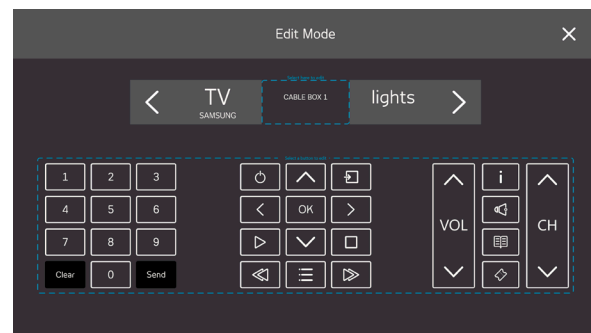 Edit Mode
TV
SAMSUNG
CABLE BOX 1
lights
1 2 3
4 5 6
7 8 9
Clear 0 Send
OK
VOL
i
CH